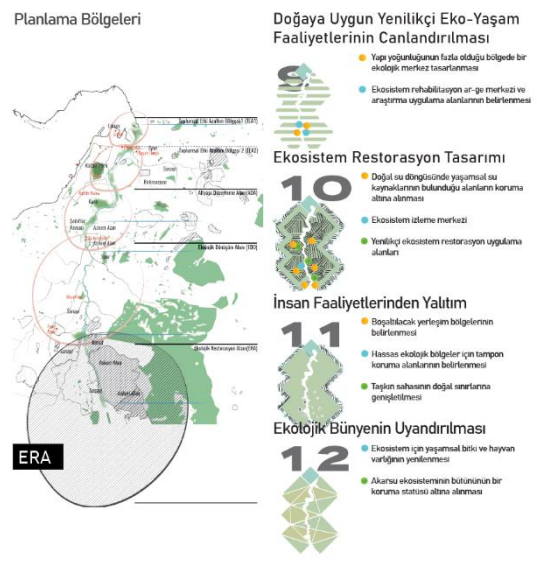 Planlama Bölgeleri
ERA
Doğaya Uygun Yenilikçi Eko-Yaşam
Faaliyetlerinin Canlandırılması
9
Yapı yoğunluğunun fazla olduğu bölgede bir
ekolojik merkez tasarlanması
Ekosistem rehabilitasyon ar-ge merkezi ve
araştırma uygulama alanlarının belirlenmesi
Ekosistem Restorasyon Tasarımı
10
Doğal su döngüsünde yaşamsal su
kaynaklarının bulunduğu alanların koruma
altına alınması
Ekosistem izleme merkezi
Yenilikçi ekosistem restorasyon uygulama
alanları
İnsan Faaliyetlerinden Yalıtım
11
Boşaltılacak yerleşim bölgelerinin
belirlenmesi
Hassas ekolojik bölgeler için tampon
koruma alanlarının belirlenmesi
Taşkın sahasının doğal sınırlarına
genişletilmesi
Ekolojik Bünyenin Uyandırılması
12
Ekosistem için yaşamsal bitki ve hayvan
varlığının yenilenmesi
Akarsu ekosisteminin bütününün bir
koruma statüsü altına alınması